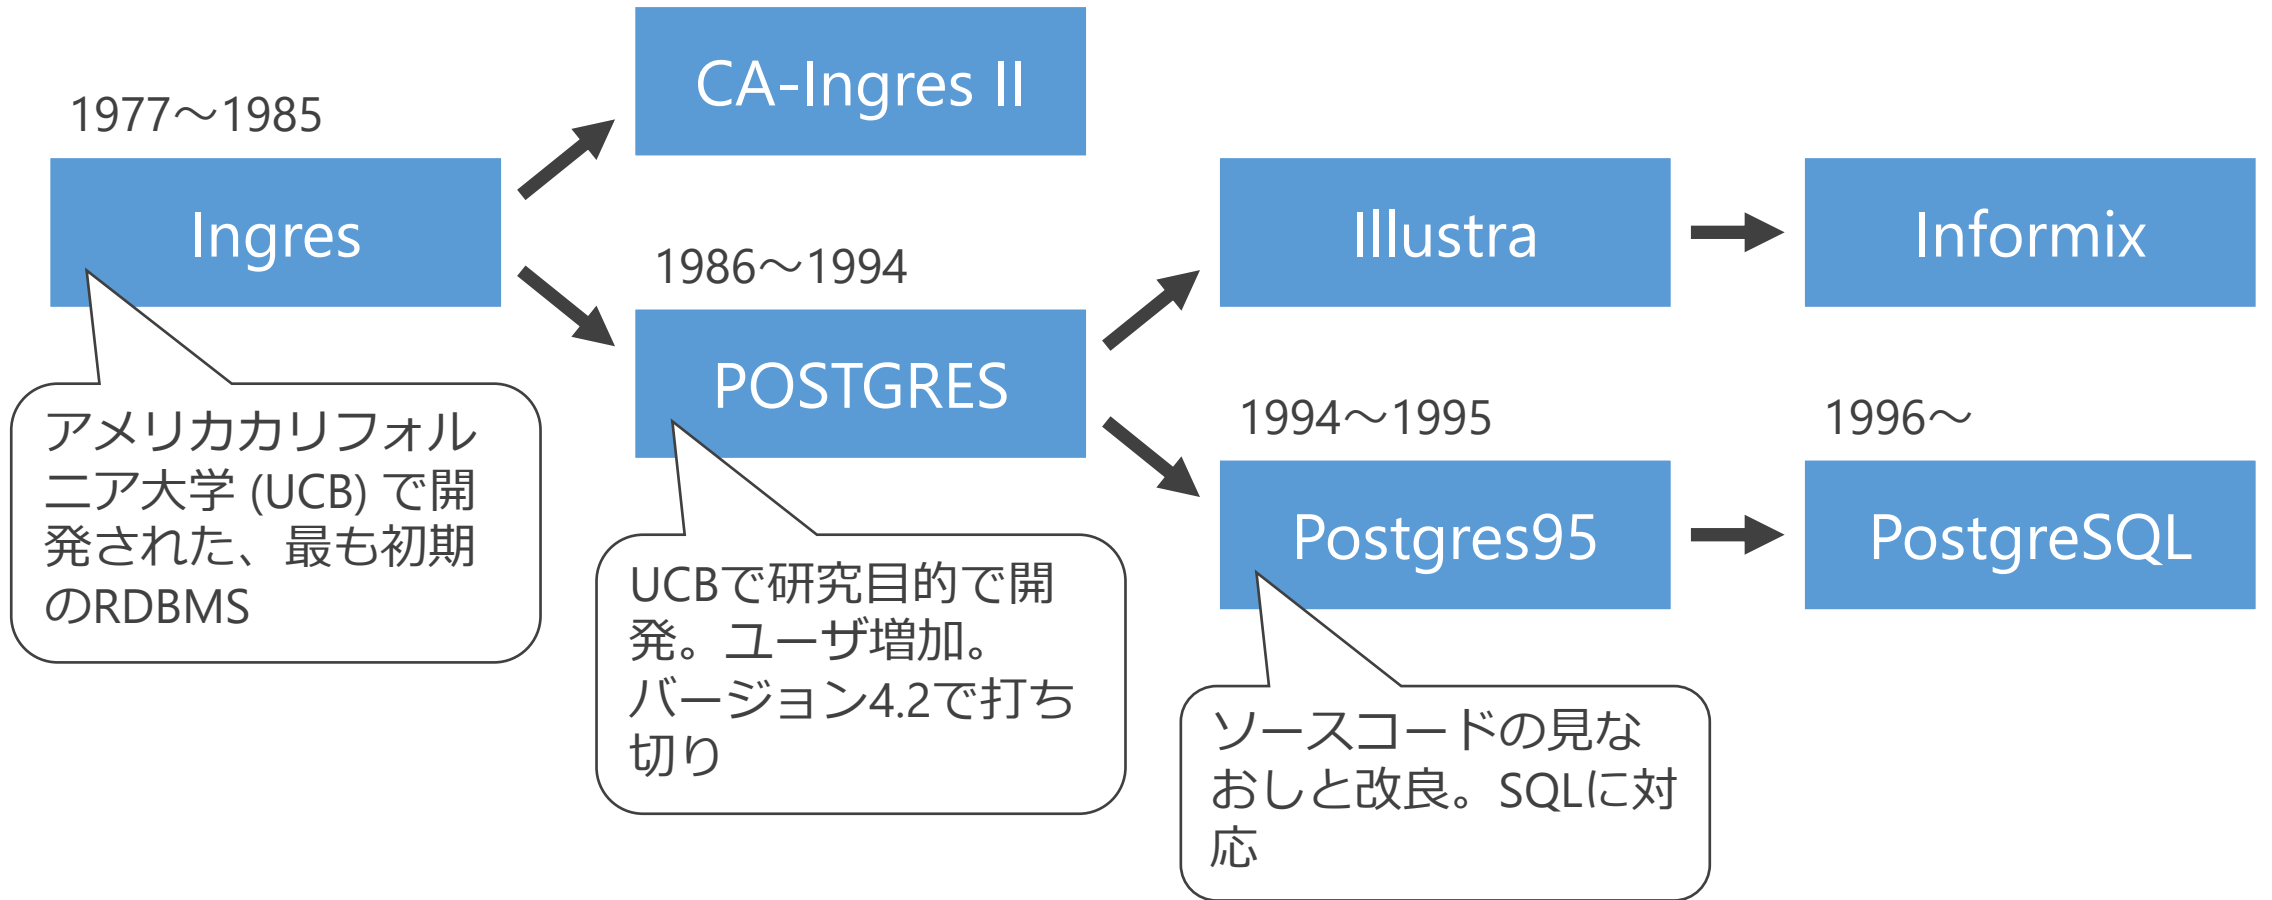 CA-Ingres II
1977～1985
Ingres
1986～1994
POSTGRES
Illustra
Informix
1994～1995
Postgres95
1996～
PostgreSQL
アメリカカリフォル
ニア大学 (UCB) で開
発された、最も初期
のRDBMS
UCBで研究目的で開
発。ユーザ増加。
バージョン4.2で打ち
切り
ソースコードの見な
おしと改良。SQLに対
応